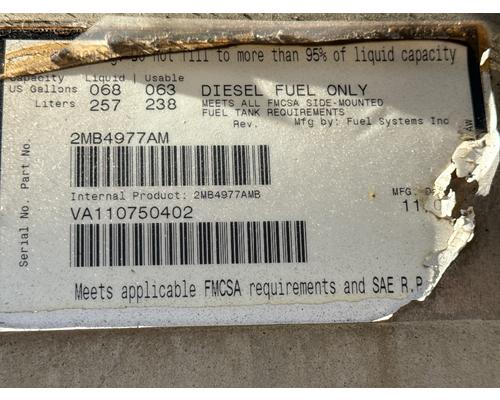 not fill to more than 95% of liquid capacity
Capacity Liquid | Usable
US Gallons 068 063
Liters 257 238
DIESEL FUEL ONLY
MEETS ALL FMCSA SIDE-MOUNTED
FUEL TANK REQUIREMENTS
Rev. Mfg by: Fuel Systems Inc
Part No.
2MB4977AM
Internal Product: 2MB4977AMB
MFG.
Serial No.
VA110750402
11
Meets applicable FMCSA requirements and SAE R.P.